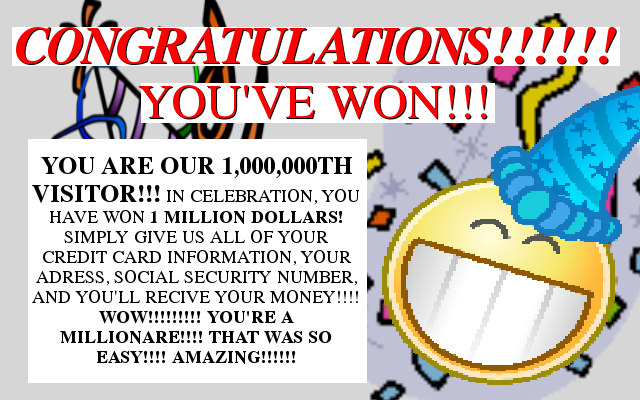 CONGRATULATIONS!!!!!!
YOU'VE WON!!!
YOU ARE OUR 1,000,000TH
VISITOR!!! IN CELEBRATION, YOU
HAVE WON 1 MILLION DOLLARS!
SIMPLY GIVE US ALL OF YOUR
CREDIT CARD INFORMATION, YOUR
ADRESS, SOCIAL SECURITY NUMBER,
AND YOU'LL RECIVE YOUR MONEY!!!!
WOW!!!!!!!!! YOU'RE A
MILLIONARE!!!! THAT WAS SO
EASY!!!! AMAZING!!!!!!